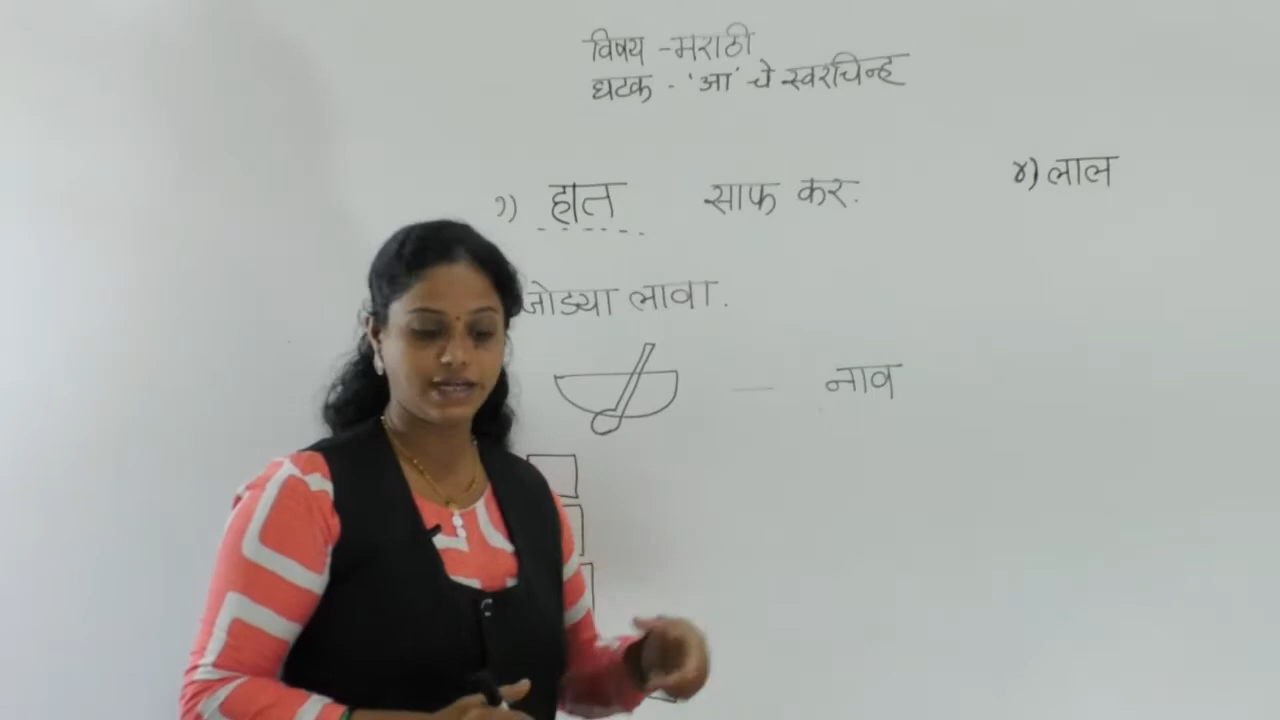 विषय - मराठी
घटक - 'आ' चे स्वरचिन्ह
१) हात साफ कर.
जोड्या लावा.
नाव
४) लाल